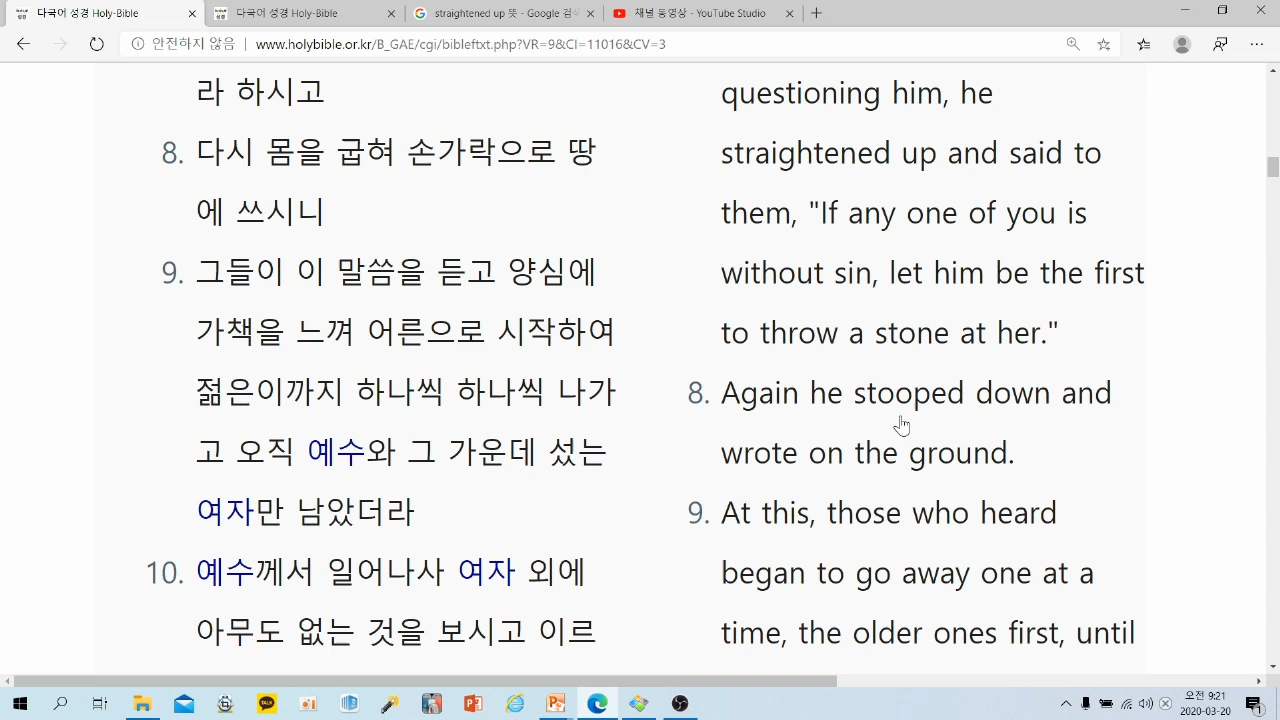 다국어 성경 Holy-Bible
다국어 성경 Holy-Bible
straightened up 뜻 - Google 검색
채널 동영상 - YouTube Studio
안전하지 않음
www.holybible.or.kr/B_GAE/cgi/bibleftxt.php?VR=9&CI=11016&CV=3
라 하시고
8. 다시 몸을 굽혀 손가락으로 땅
에 쓰시니
9. 그들이 이 말씀을 듣고 양심에
가책을 느껴 어른으로 시작하여
젊은이까지 하나씩 하나씩 나가
고 오직 예수와 그 가운데 섰는
여자만 남았더라
10. 예수께서 일어나사 여자 외에
아무도 없는 것을 보시고 이르
questioning him, he
straightened up and said to
them, "If any one of you is
without sin, let him be the first
to throw a stone at her."
8. Again he stooped down and
wrote on the ground.
9. At this, those who heard
began to go away one at a
time, the older ones first, until
TALK
오전 9:21
2020-03-20
1